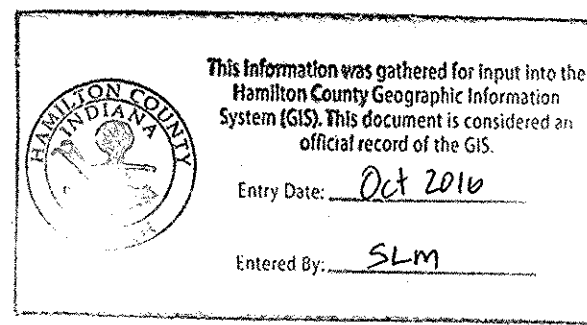 HAMILTON COUNTY
INDIANA
This Information was gathered for input into the
Hamilton County Geographic Information
System (GIS). This document is considered an
official record of the GIS.
Entry Date: Oct 2016
Entered By: SLM